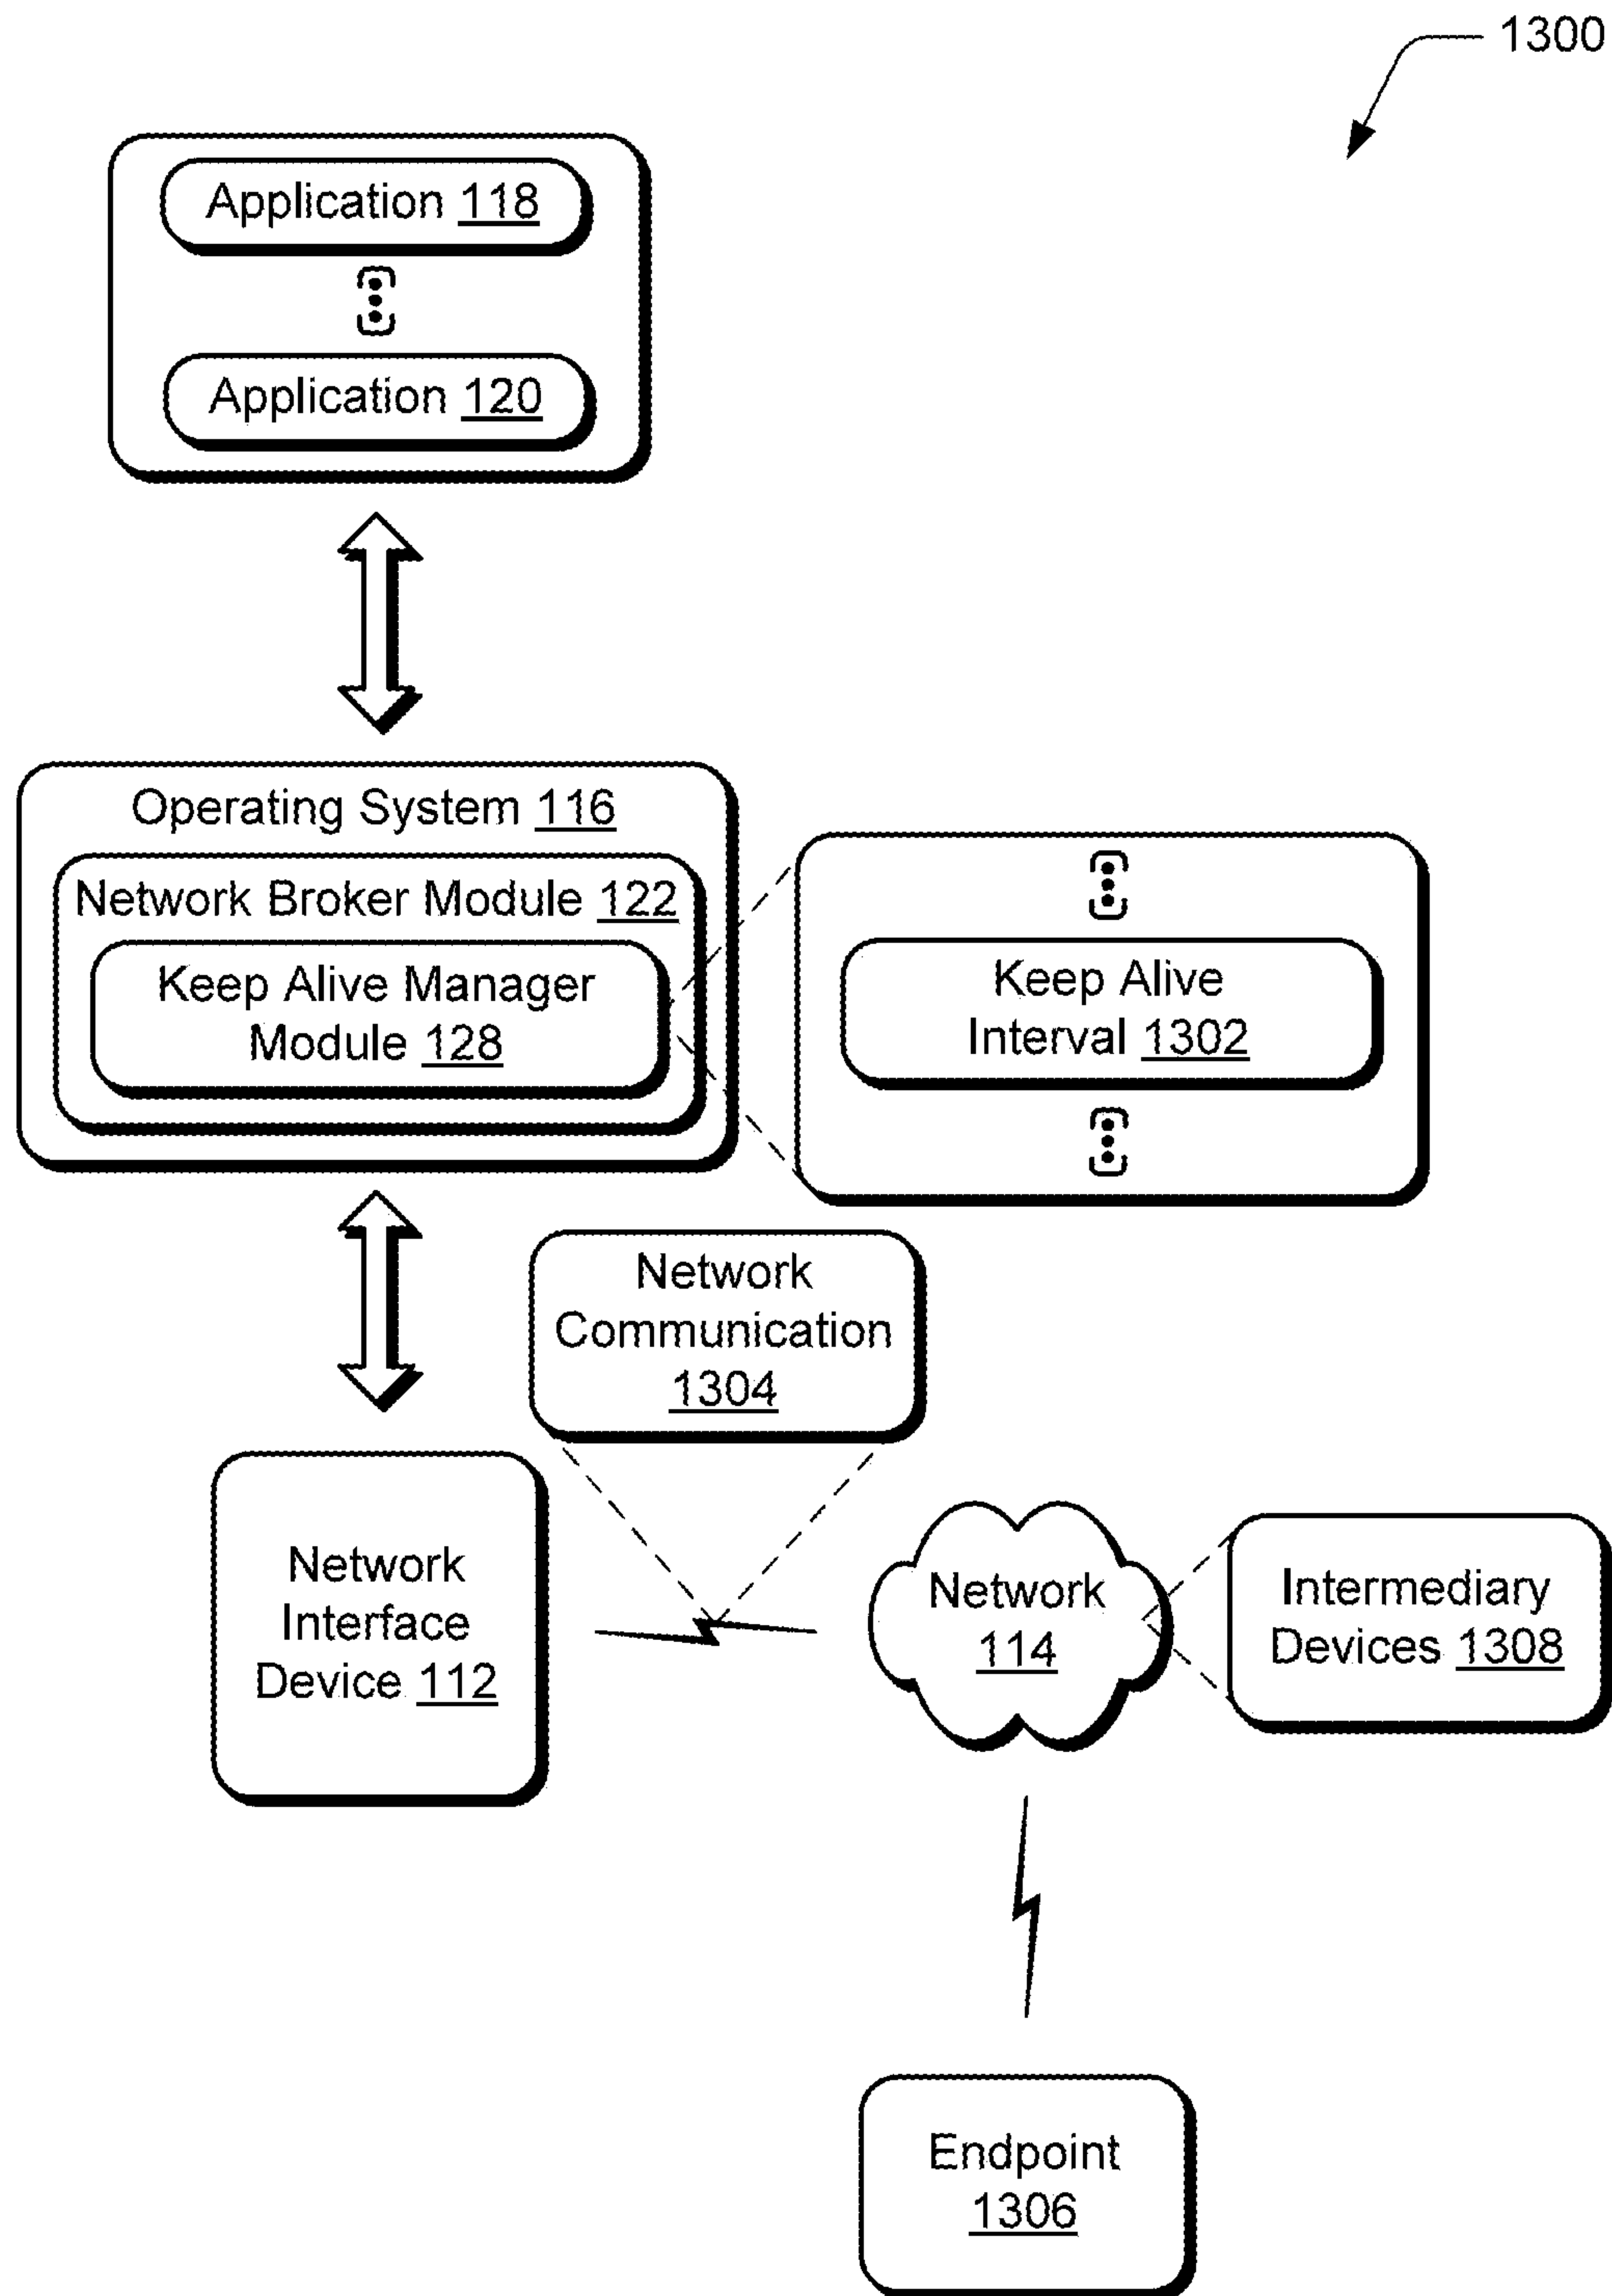 1300
Application 118
Application 120
Operating System 116
Network Broker Module 122
Keep Alive Manager
Module 128
Keep Alive
Interval 1302
Network
Communication
1304
Network
Interface
Device 112
Network
114
Intermediary
Devices 1308
Endpoint
1306